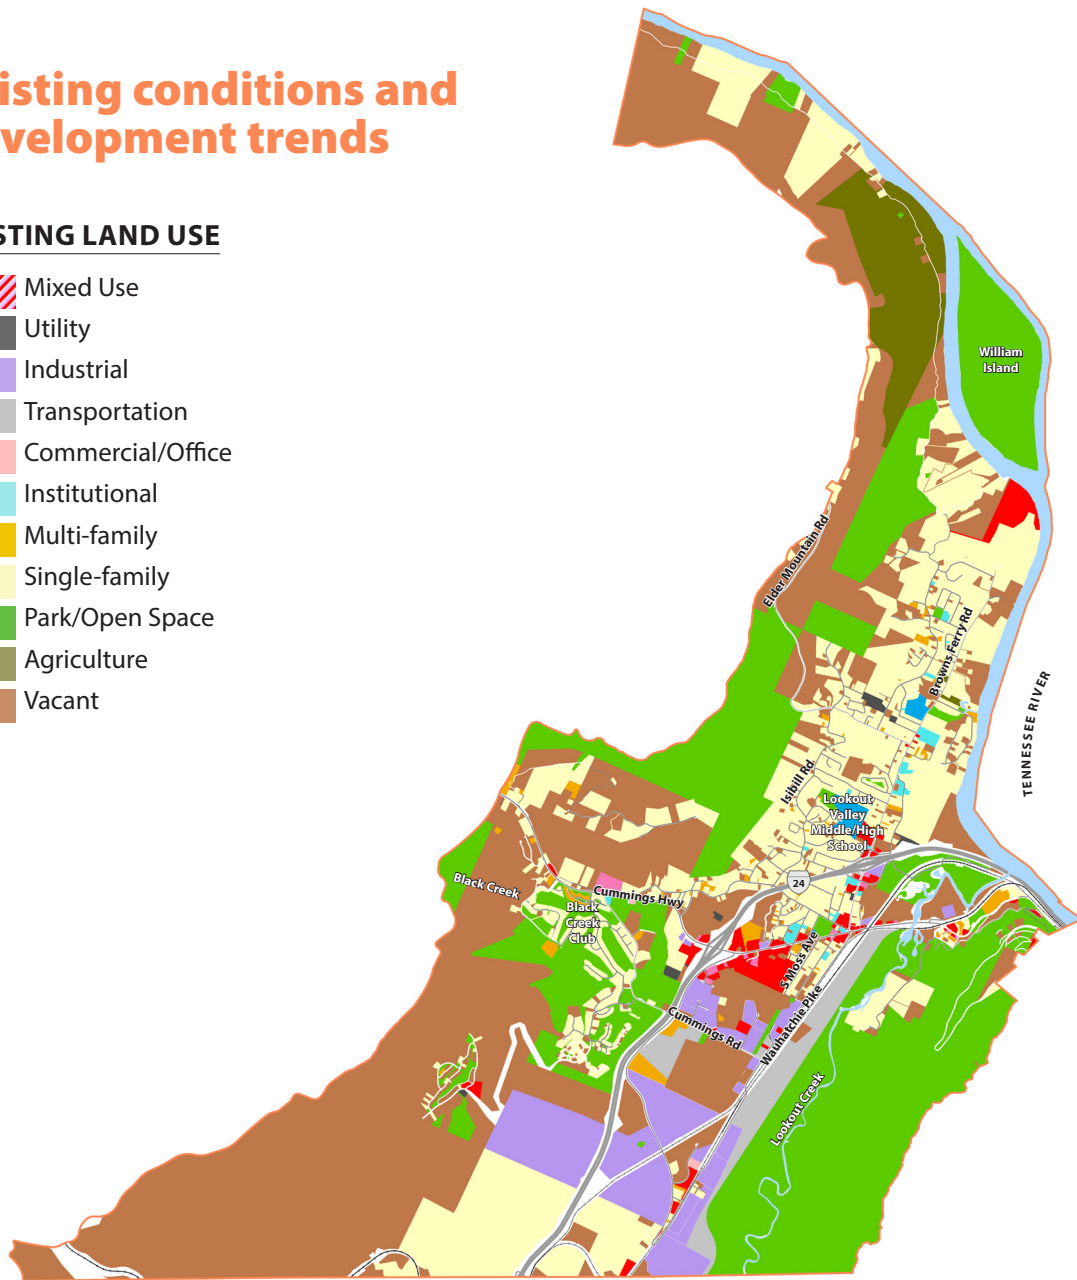 isting conditions and
velopment trends
STING LAND USE
Mixed Use
Utility
Industrial
Transportation
Commercial/Office
Institutional
Multi-family
Single-family
Park/Open Space
Agriculture
Vacant
William
Island
Elder Mountain Rd
Browns Ferry Rd
TENNESSEE RIVER
Isibill Rd
Lookout
Valley
Middle/High
School
24
Black Creek
Cummings Hwy
Black
Creek
Club
S Moss Ave
Cummings Rd
Wauhatchie Pike
Lookout Creek